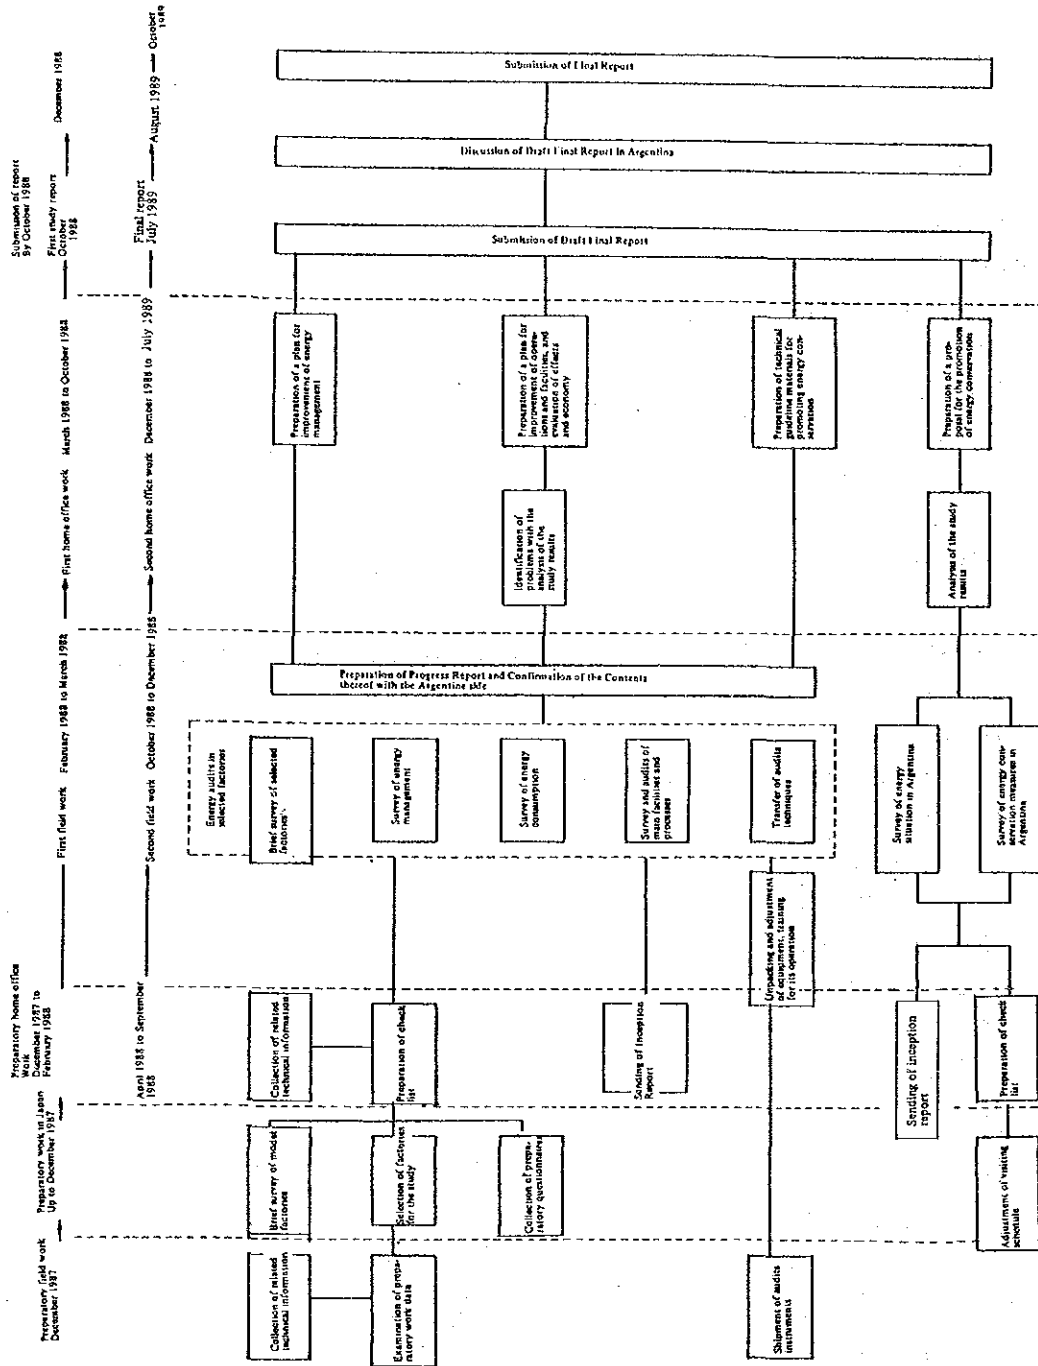 Preparatory field work
December 1987
Preparatory work in Japan
Up to December 1987
Preparatory home office
Work
December 1987 to
February 1988
First field work February 1988 to March 1988
First home office work March 1988 to October 1988
Submission of report
By October 1988
First study report
October
1988
December 1988
April 1988 to September
1988
Second field work October 1988 to December 1988
Second home office work December 1988 to July 1989
Final report
July 1989
August 1989
October
1989
Collection of related
technical information
Examination of prepa-
ratory work data
Shipment of audits
instruments
Brief survey of model
factories
Selection of factories
for the study
Collection of prepa-
ratory questionnaires
Adjustment of visiting
schedule
Collection of related
technical information
Preparation of check
list
Sending of Inception
Report
Sending of inception
report
Preparation of check
list
Unpacking and adjustment
of equipment, training
for its operation
Energy audits in
selected factories
Brief survey of selected
factories's
Survey of energy
management
Survey of energy
consumption
Survey and audits of
main facilities and
processes
Transfer of audits
techniques
Survey of energy
situation in Argentina
Survey of energy con-
servation measures in
Argentina
Preparation of Progress Report and Confirmation of the Contents
thereof with the Argentine side
Identification of
problems with the
analysis of the
study results
Analysis of the study
results
Preparation of a plan for
improvement of energy
management
Preparation of a plan for
improvement of opera-
tions and facilities, and
evaluation of effects
and economy
Preparation of technical
guideline materials for
promoting energy con-
servation
Preparation of a pro-
posal for the promotion
of energy conservation
Submission of Draft Final Report
Discussion of Draft Final Report In Argentina
Submission of Final Report